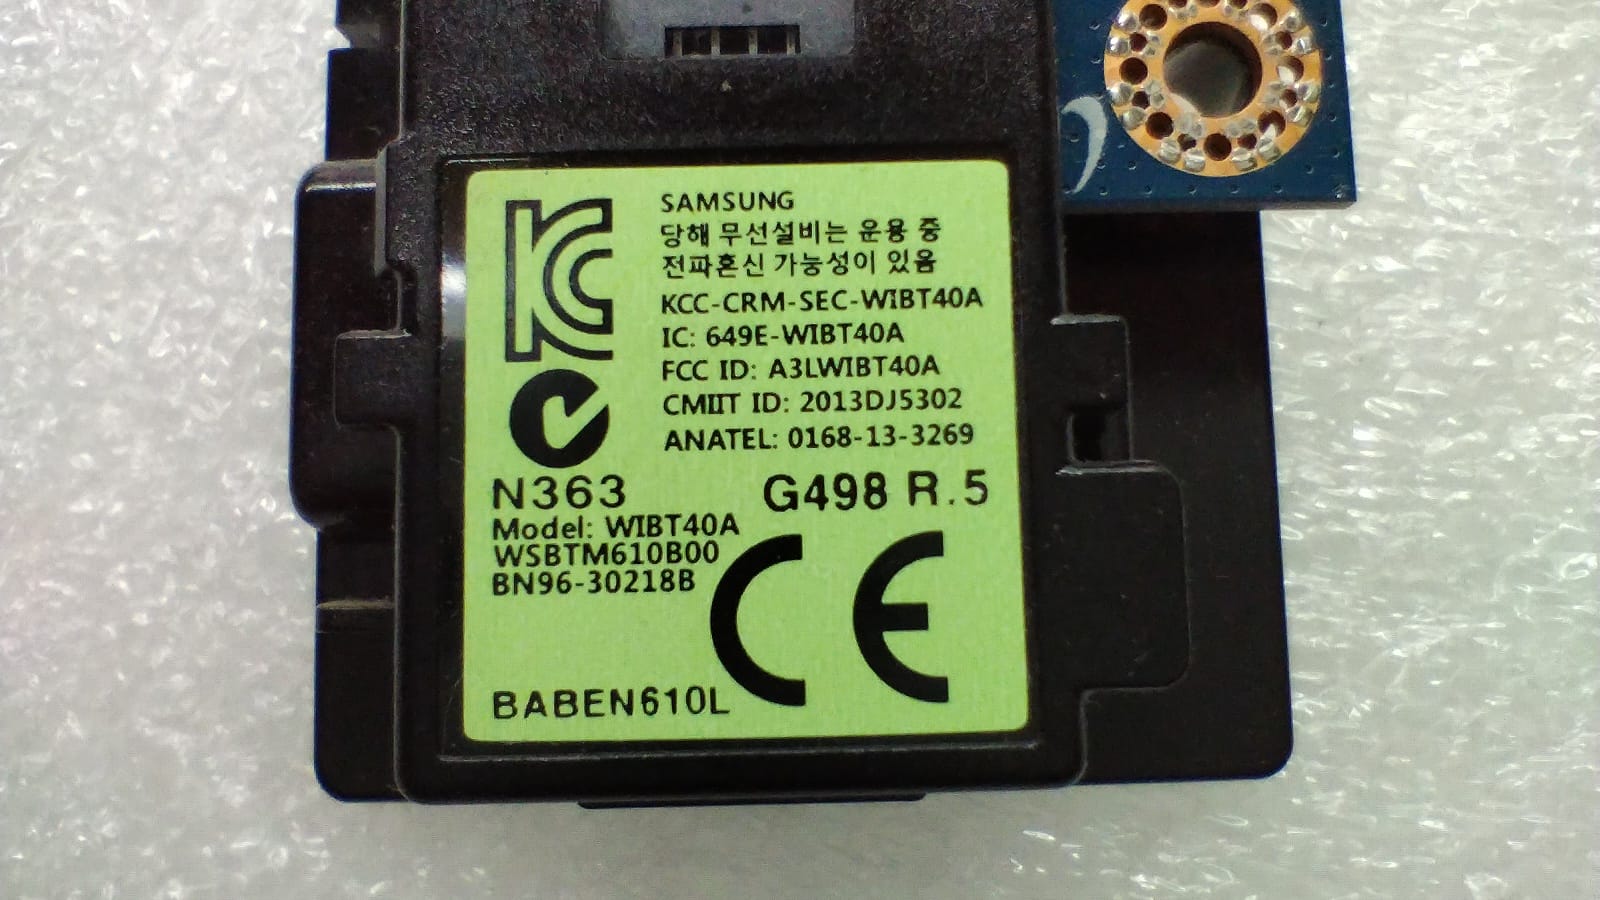 SAMSUNG
당해 무선설비는 운용 중
전파혼신 가능성이 있음
KCC-CRM-SEC-WIBT40A
IC: 649E-WIBT40A
FCC ID: A3LWIBT40A
CMIIT ID: 2013DJ5302
ANATEL: 0168-13-3269
N363 G498 R.5
Model: WIBT40A
WSBTM610B00
BN96-30218B
CE
BABEN610L